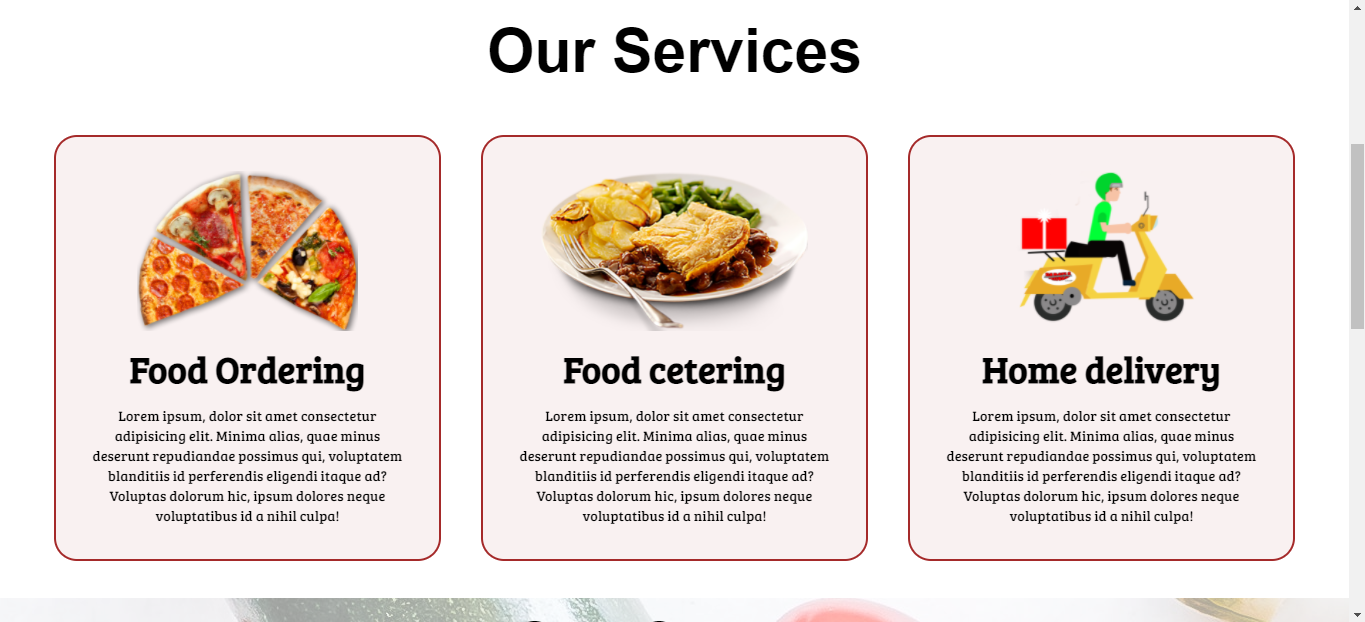 Our Services
Food Ordering
Lorem ipsum, dolor sit amet consectetur
adipisicing elit. Minima alias, quae minus
deserunt repudiandae possimus qui, voluptatem
blanditiis id perferendis eligendi itaque ad?
Voluptas dolorum hic, ipsum dolores neque
voluptatibus id a nihil culpa!
Food cetering
Lorem ipsum, dolor sit amet consectetur
adipisicing elit. Minima alias, quae minus
deserunt repudiandae possimus qui, voluptatem
blanditiis id perferendis eligendi itaque ad?
Voluptas dolorum hic, ipsum dolores neque
voluptatibus id a nihil culpa!
Home delivery
Lorem ipsum, dolor sit amet consectetur
adipisicing elit. Minima alias, quae minus
deserunt repudiandae possimus qui, voluptatem
blanditiis id perferendis eligendi itaque ad?
Voluptas dolorum hic, ipsum dolores neque
voluptatibus id a nihil culpa!